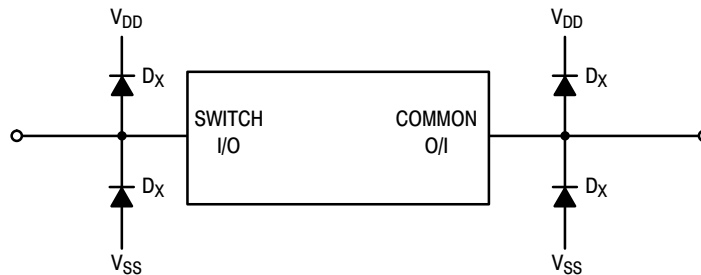 VDD
VDD
DX
DX
SWITCH
I/O
COMMON
O/I
DX
DX
VSS
VSS